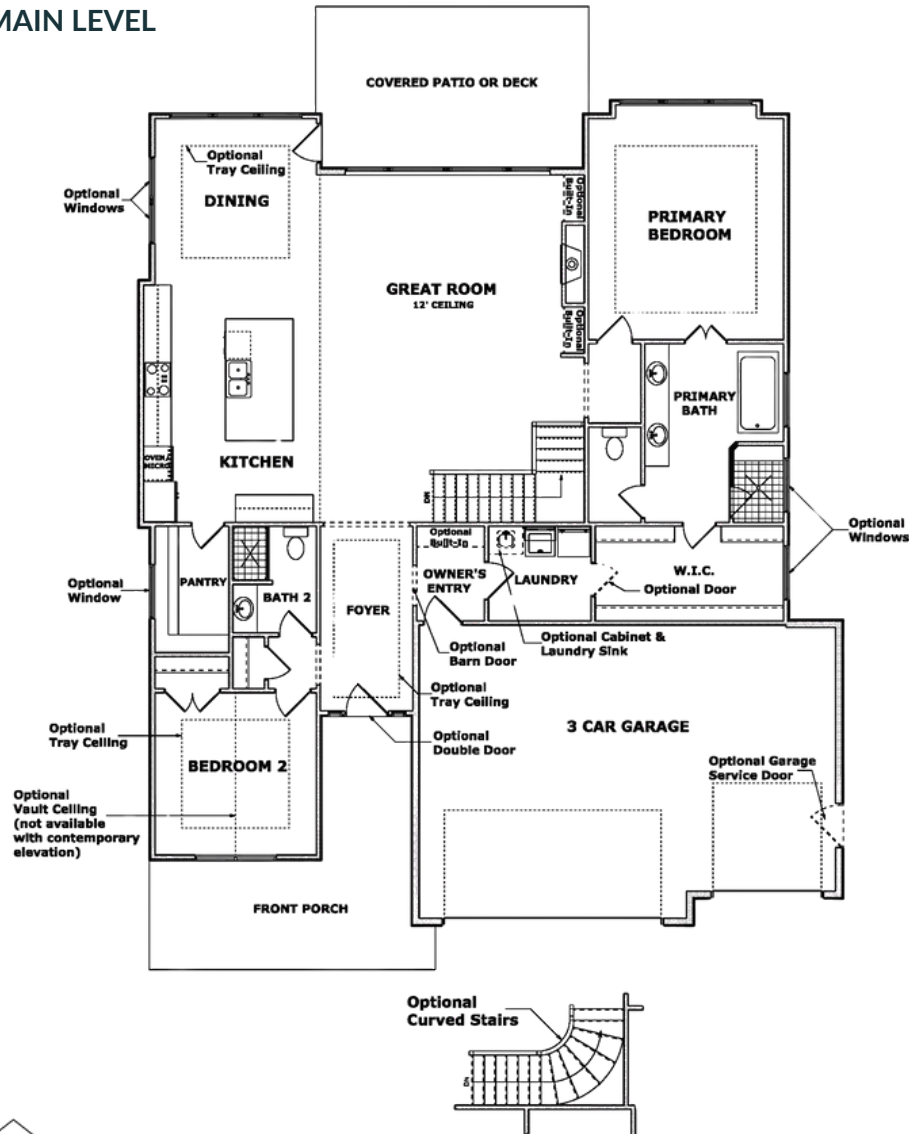 MAIN LEVEL
COVERED PATIO OR DECK
Optional
Tray Ceiling
DINING
Optional
Windows
Optional
Built-In
PRIMARY
BEDROOM
GREAT ROOM
12' CEILING
Optional
Built-In
PRIMARY
BATH
OVEN
MICRO
KITCHEN
DN
Optional
Windows
Optional
Built-In
OWNER'S
ENTRY
LAUNDRY
W.I.C.
Optional Door
Optional
Window
PANTRY
BATH 2
FOYER
Optional Cabinet &
Laundry Sink
Optional
Barn Door
Optional
Tray Ceiling
Optional
Tray Ceiling
BEDROOM 2
Optional
Double Door
3 CAR GARAGE
Optional Garage
Service Door
Optional
Vault Ceiling
(not available
with contemporary
elevation)
FRONT PORCH
Optional
Curved Stairs
DN